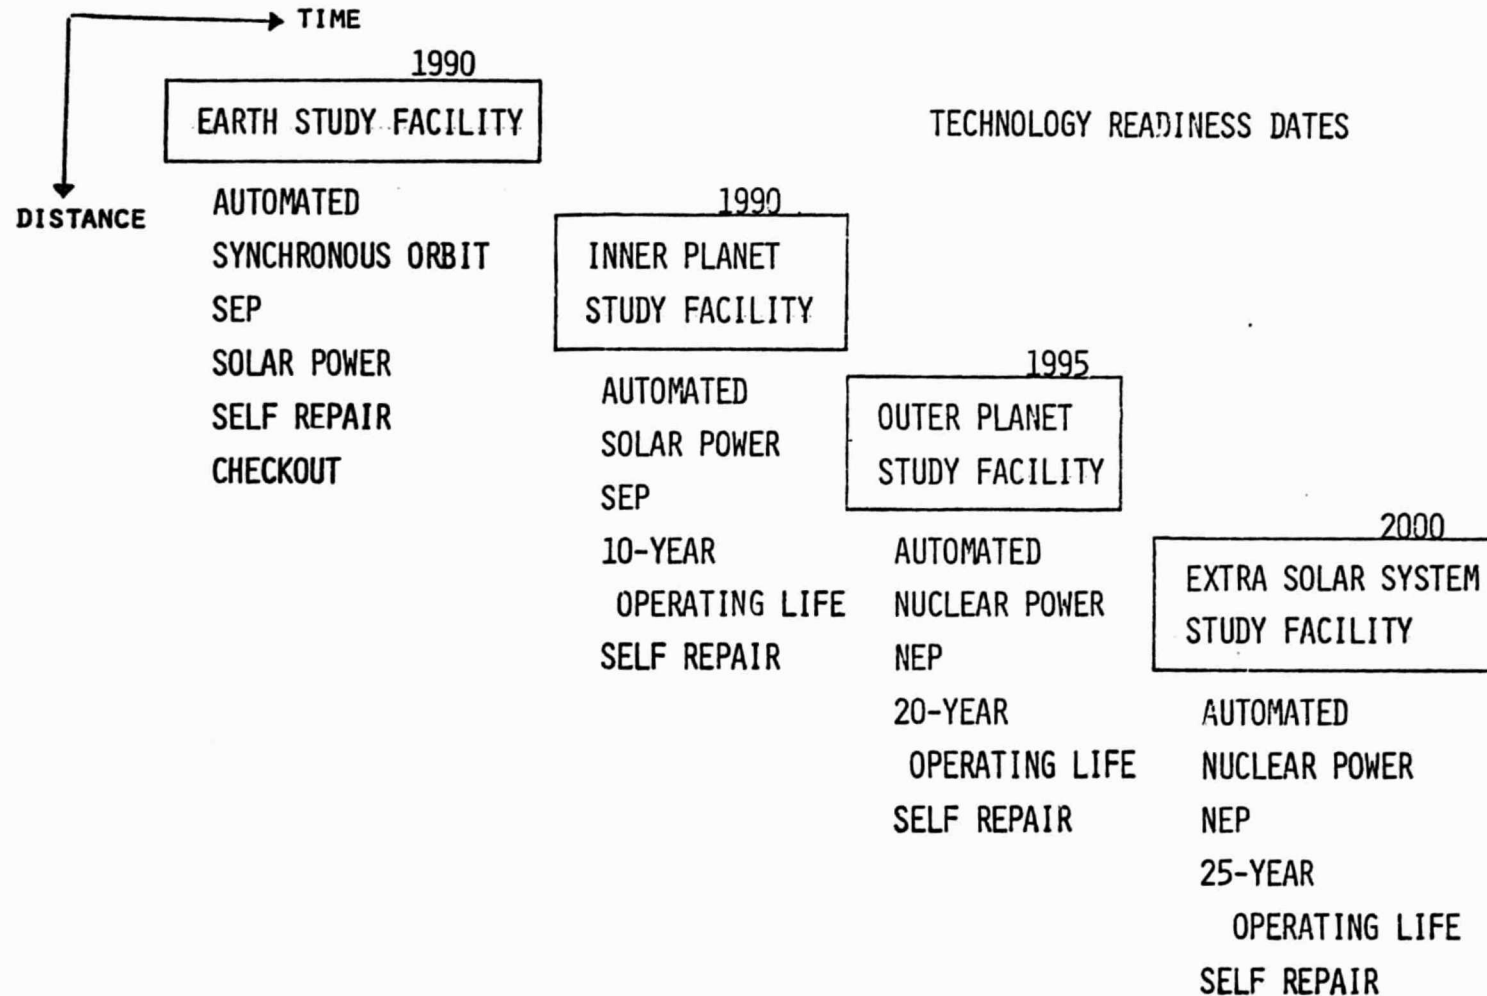 TIME
DISTANCE
TECHNOLOGY READINESS DATES
1990
EARTH STUDY FACILITY
AUTOMATED
SYNCHRONOUS ORBIT
SEP
SOLAR POWER
SELF REPAIR
CHECKOUT
1990
INNER PLANET
STUDY FACILITY
AUTOMATED
SOLAR POWER
SEP
10-YEAR
OPERATING LIFE
SELF REPAIR
1995
OUTER PLANET
STUDY FACILITY
AUTOMATED
NUCLEAR POWER
NEP
20-YEAR
OPERATING LIFE
SELF REPAIR
2000
EXTRA SOLAR SYSTEM
STUDY FACILITY
AUTOMATED
NUCLEAR POWER
NEP
25-YEAR
OPERATING LIFE
SELF REPAIR